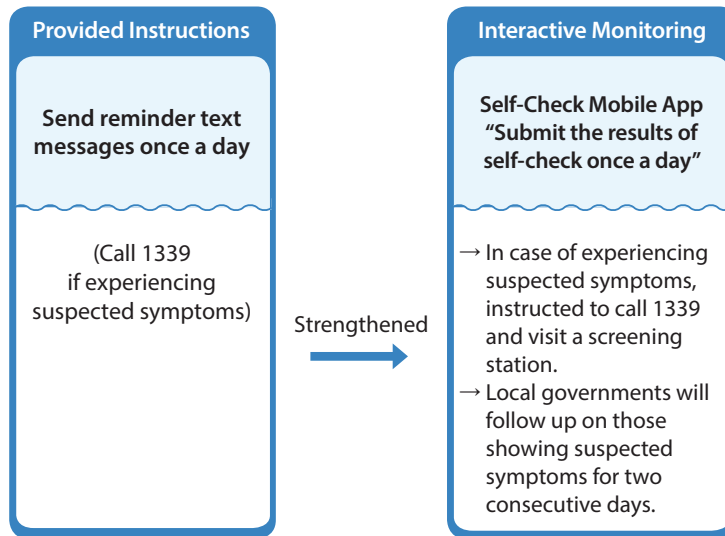 Provided Instructions
Send reminder text
messages once a day
(Call 1339
if experiencing
suspected symptoms)
Strengthened
Interactive Monitoring
Self-Check Mobile App
“Submit the results of
self-check once a day”
→ In case of experiencing
suspected symptoms,
instructed to call 1339
and visit a screening
station.
→ Local governments will
follow up on those
showing suspected
symptoms for two
consecutive days.